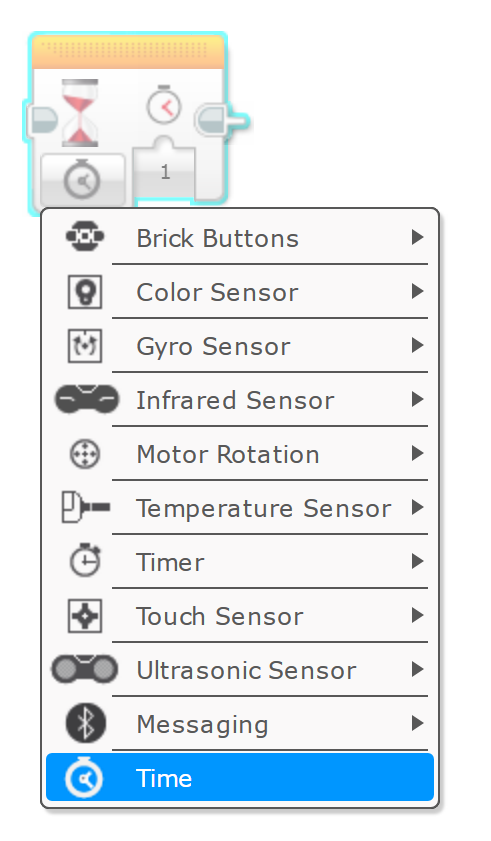 1
Brick Buttons
Color Sensor
Gyro Sensor
Infrared Sensor
Motor Rotation
Temperature Sensor
Timer
Touch Sensor
Ultrasonic Sensor
Messaging
Time